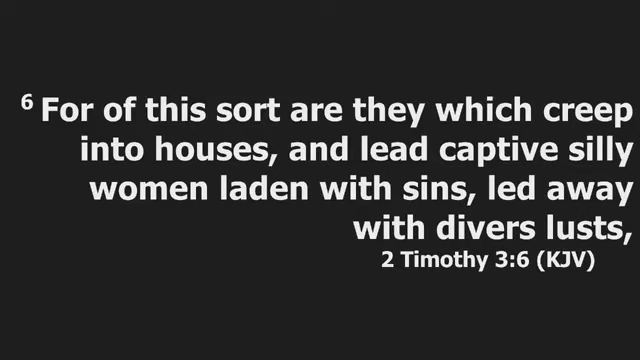 6 For of this sort are they which creep
into houses, and lead captive silly
women laden with sins, led away
with divers lusts,
2 Timothy 3:6 (KJV)